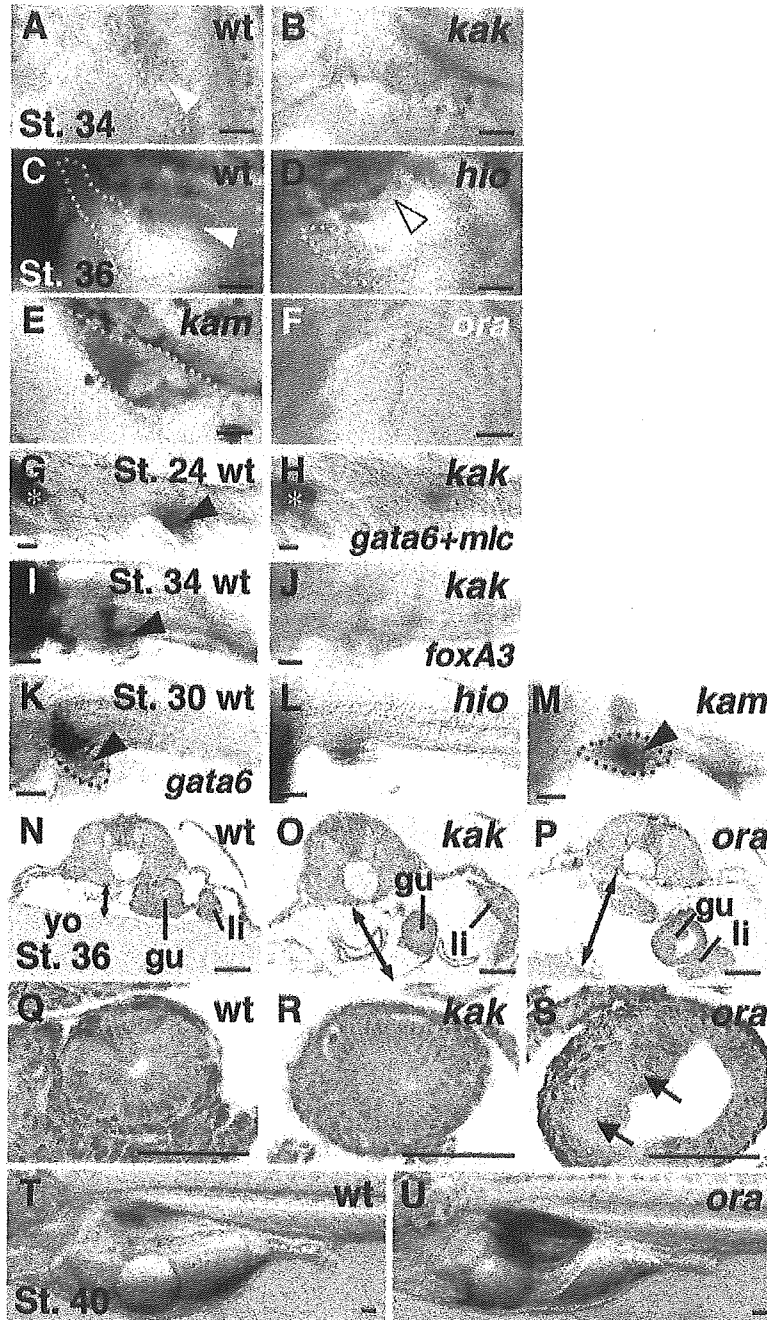 A wt
B kak
St. 34
C wt
D hio
St. 36
E kam
F ora
G St. 24 wt
*
H kak
*
gata6+mlc
I St. 34 wt
J kak
foxA3
K St. 30 wt
gata6
L hio
M kam
N wt
yo
gu
li
St. 36
O kak
gu
li
P ora
gu
li
Q wt
R kak
S ora
T wt
St. 40
U ora